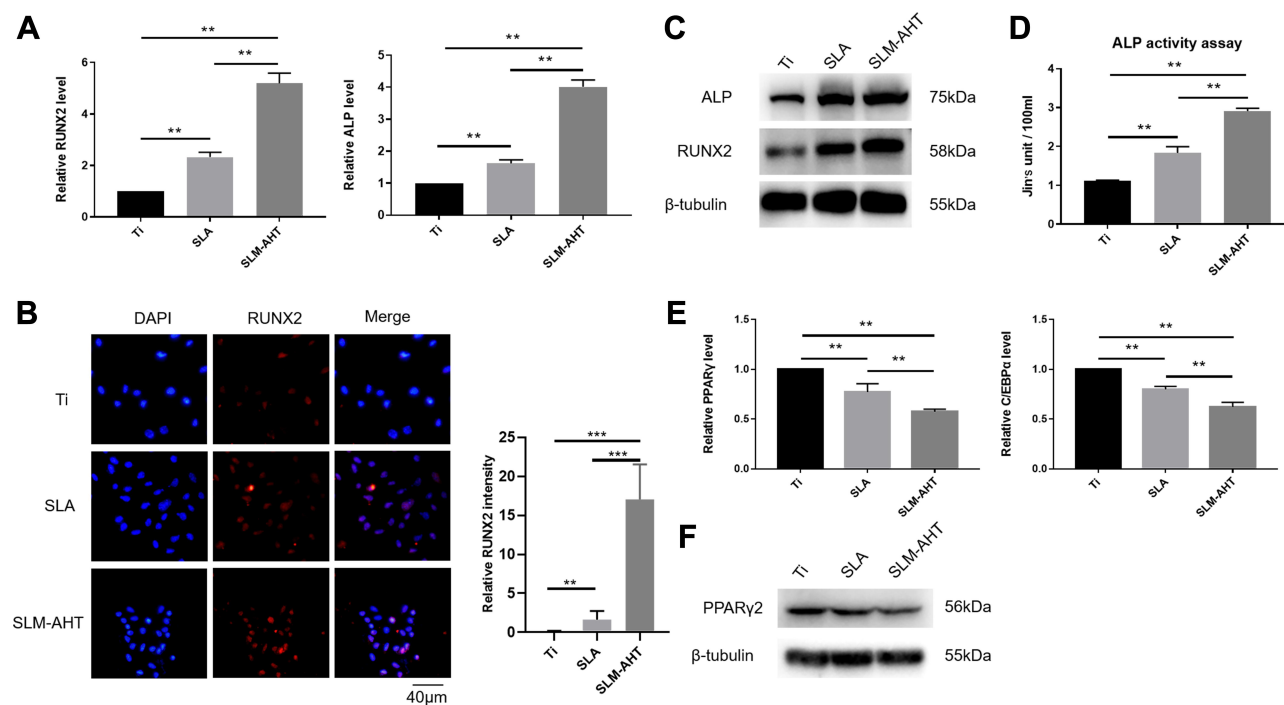 A
Relative RUNX2 level
6
4
2
0
**
**
**
Ti
SLA
SLM-AHT
Relative ALP level
5
4
3
2
1
0
**
**
**
Ti
SLA
SLM-AHT
C
Ti
SLA
SLM-AHT
ALP
75kDa
RUNX2
58kDa
β-tubulin
55kDa
D
ALP activity assay
Jin's unit / 100ml
4
3
2
1
0
**
**
**
Ti
SLA
SLM-AHT
B
DAPI
RUNX2
Merge
Ti
SLA
SLM-AHT
40μm
Relative RUNX2 intensity
25
20
15
10
5
0
***
***
**
Ti
SLA
SLM-AHT
E
Relative PPARγ level
1.5
1.0
0.5
0.0
**
**
**
Ti
SLA
SLM-AHT
Relative C/EBPα level
1.5
1.0
0.5
0.0
**
**
**
Ti
SLA
SLM-AHT
F
Ti
SLA
SLM-AHT
PPARγ2
56kDa
β-tubulin
55kDa